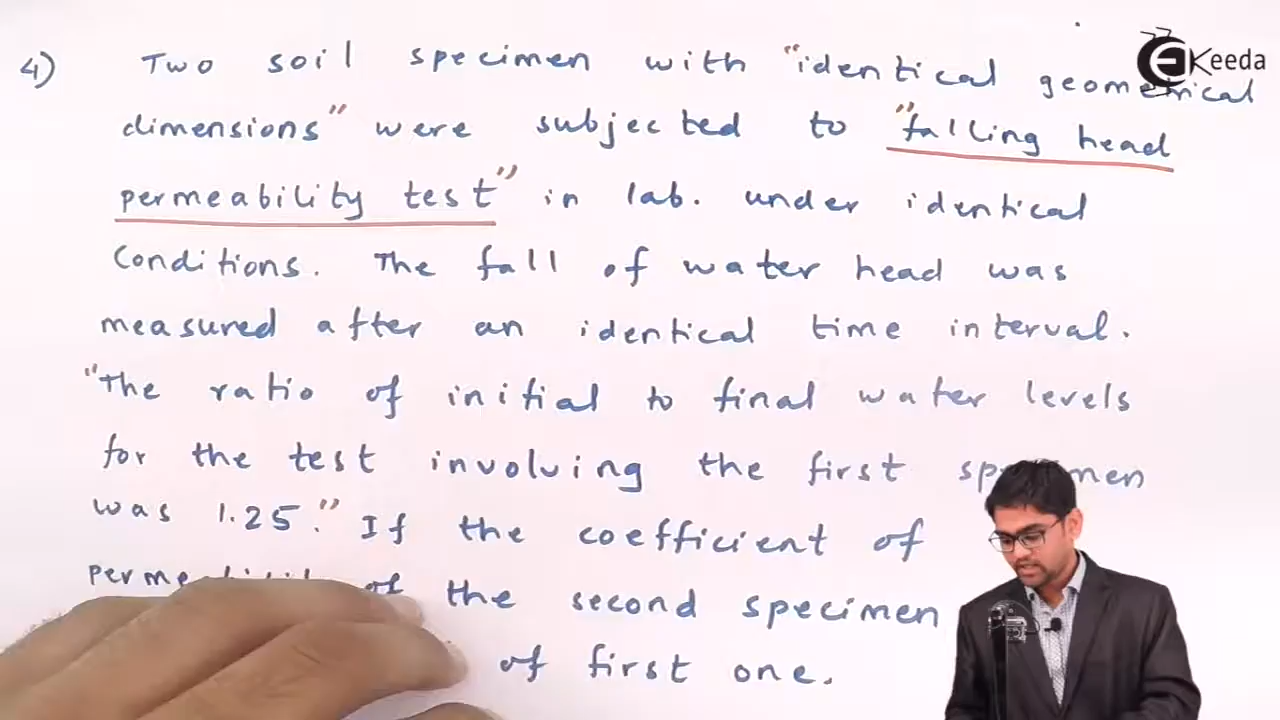 EKeeda
4) Two soil specimen with "identical geometrical
dimensions" were subjected to "falling head
permeability test" in lab. under identical
Conditions. The fall of water head was
measured after an identical time interval.
"The ratio of initial to final water levels
for the test involving the first specimen
was 1.25." If the coefficient of
of the second specimen
of first one.